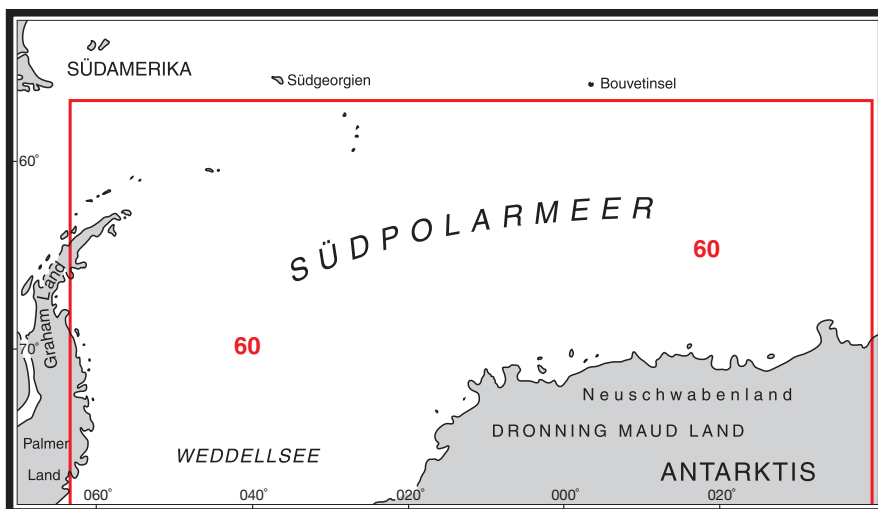 SÜDAMERIKA
Südgeorgien
Bouvetinsel
60°
SÜDPOLARMEER
60
Graham Land
60
70°
Neuschwabenland
Palmer
Land
DRONNING MAUD LAND
WEDDELLSEE
ANTARKTIS
060°
040°
020°
000°
020°